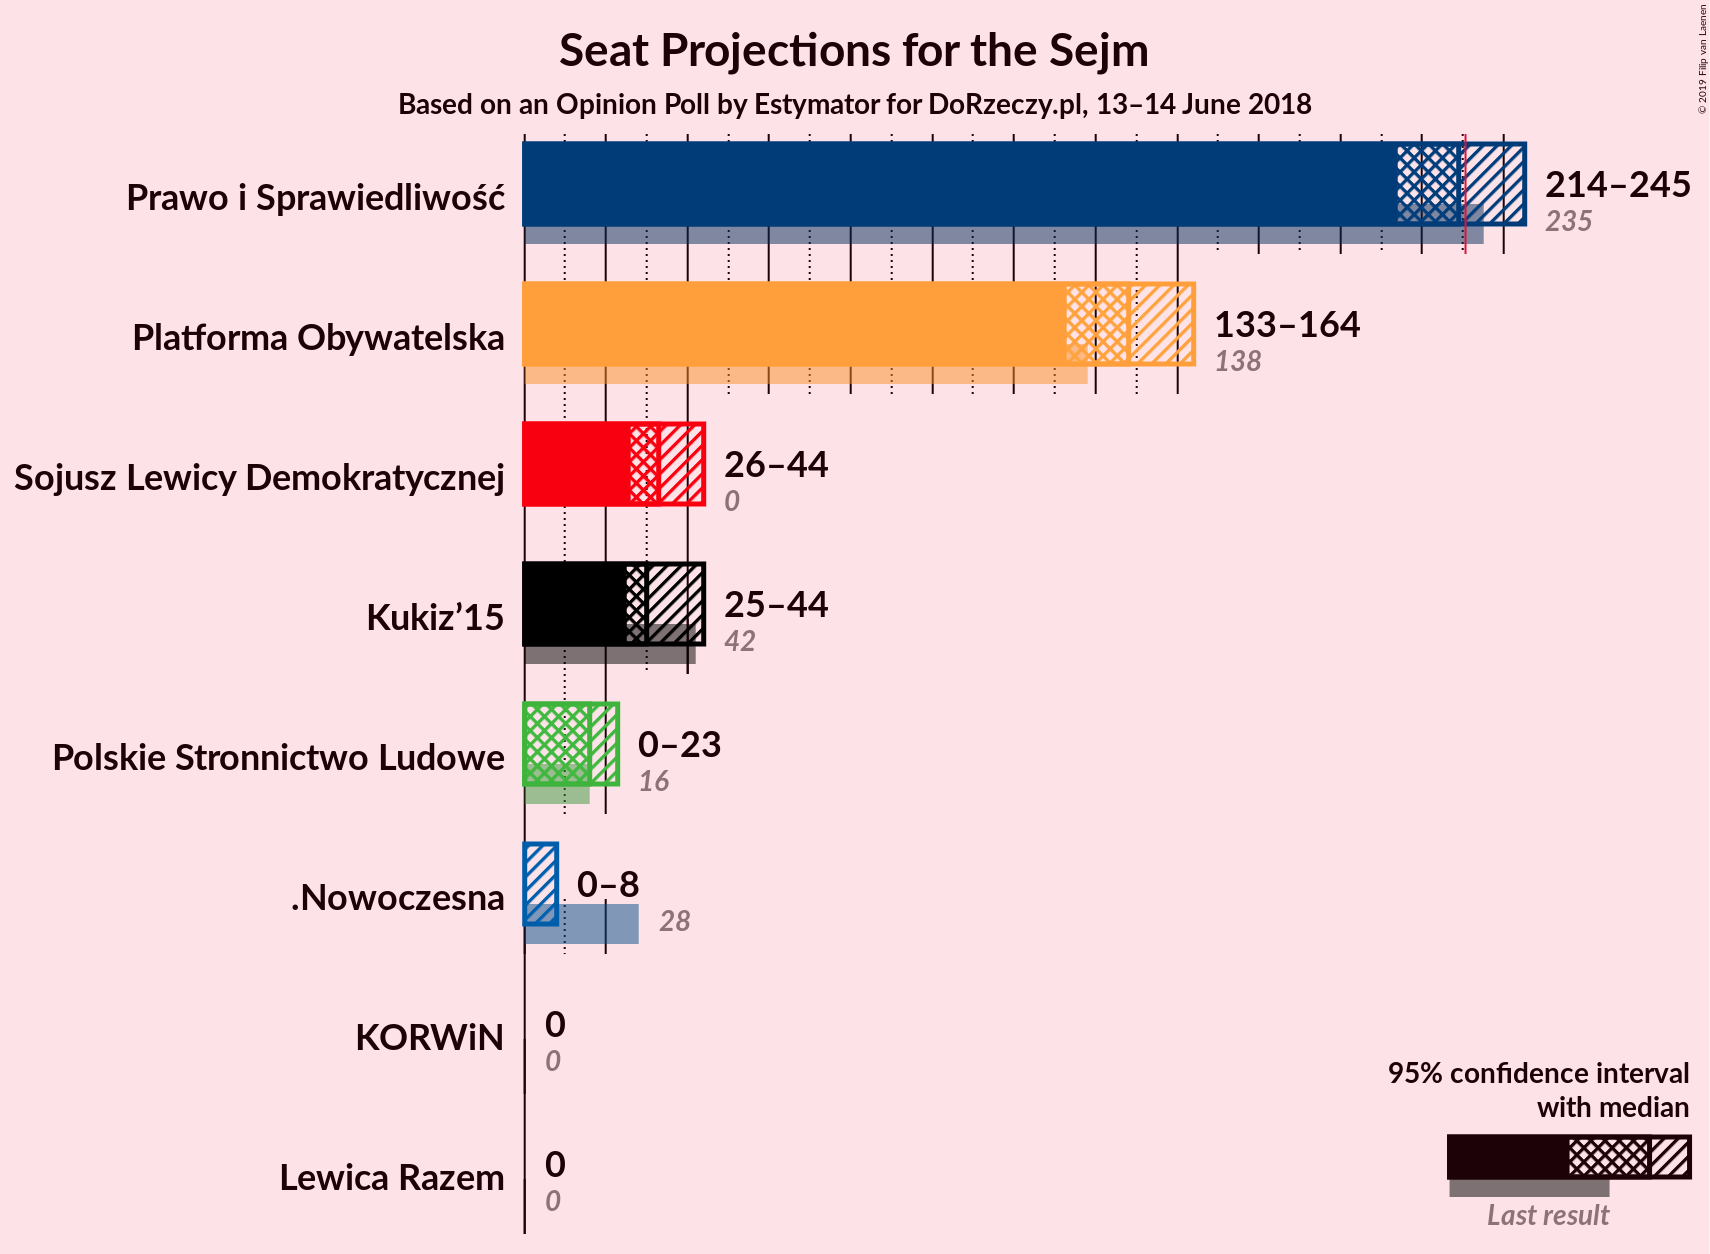 Seat Projections for the Sejm
Based on an Opinion Poll by Estymator for DoRzeczy.pl, 13–14 June 2018
© 2019 Filip van Laenen
Prawo i Sprawiedliwość
214–245
235
Platforma Obywatelska
133–164
138
Sojusz Lewicy Demokratycznej
26–44
0
Kukiz’15
25–44
42
Polskie Stronnictwo Ludowe
0–23
16
.Nowoczesna
0–8
28
KORWiN
0
0
Lewica Razem
0
0
95% confidence interval
with median
Last result